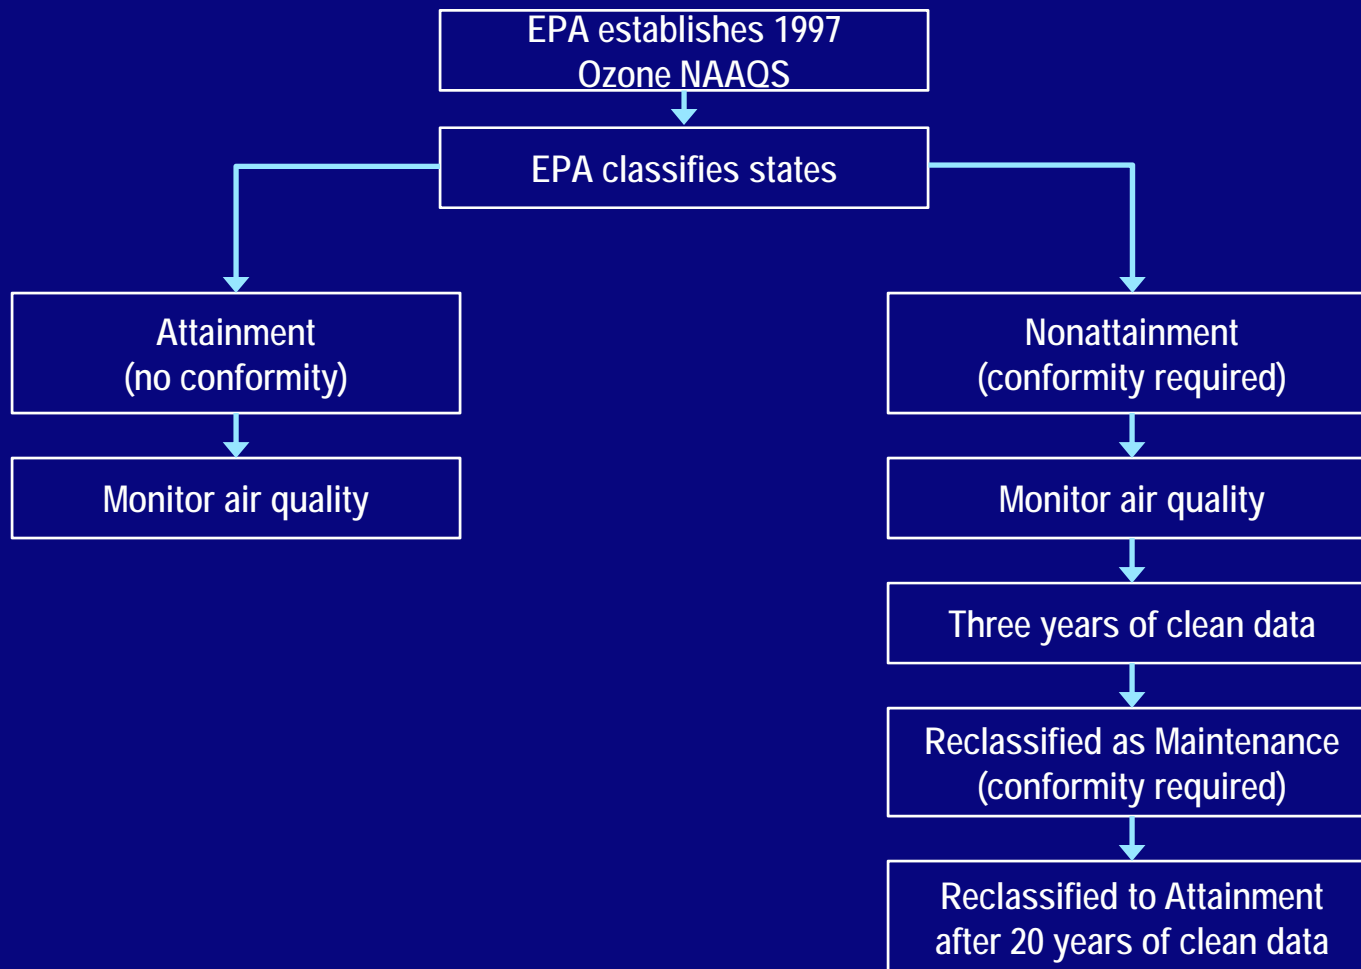 EPA establishes 1997
Ozone NAAQS
EPA classifies states
Attainment
(no conformity)
Monitor air quality
Nonattainment
(conformity required)
Monitor air quality
Three years of clean data
Reclassified as Maintenance
(conformity required)
Reclassified to Attainment
after 20 years of clean data